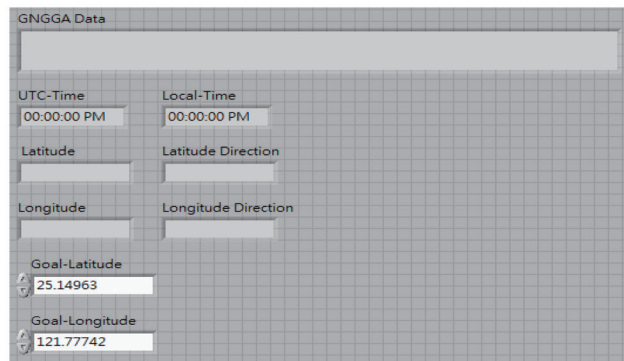 GNGGA Data
UTC-Time Local-Time
00:00:00 PM 00:00:00 PM
Latitude Latitude Direction
Longitude Longitude Direction
Goal-Latitude
25.14963
Goal-Longitude
121.77742